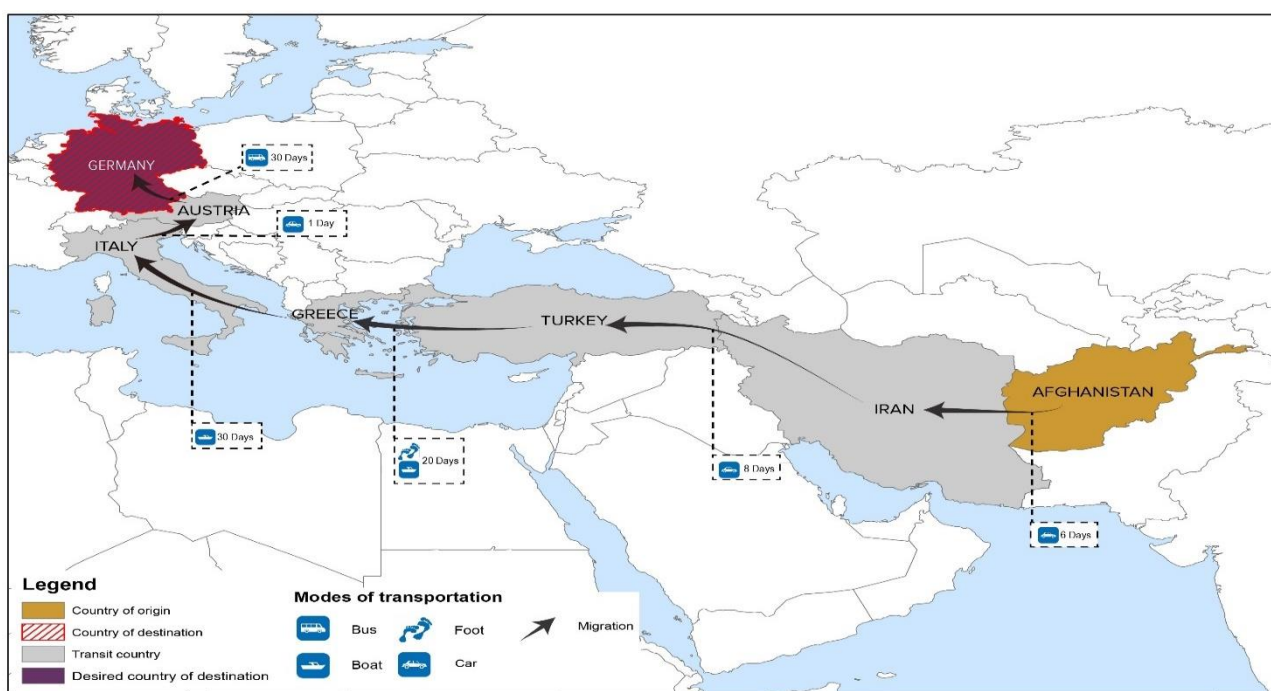 GERMANY
30 Days
AUSTRIA
1 Day
ITALY
GREECE
TURKEY
AFGHANISTAN
IRAN
30 Days
20 Days
8 Days
6 Days
Legend
Country of origin
Country of destination
Transit country
Desired country of destination
Modes of transportation
Bus
Foot
Migration
Boat
Car